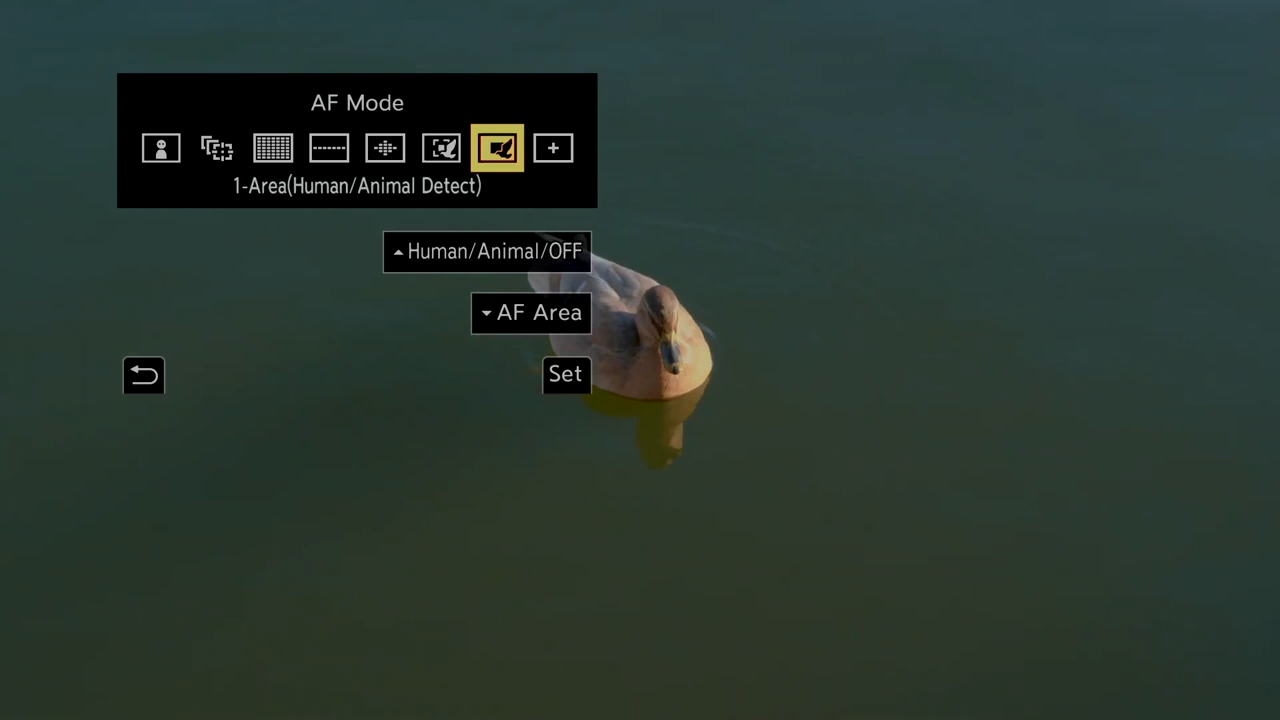 AF Mode
1-Area(Human/Animal Detect)
Human/Animal/OFF
AF Area
Set